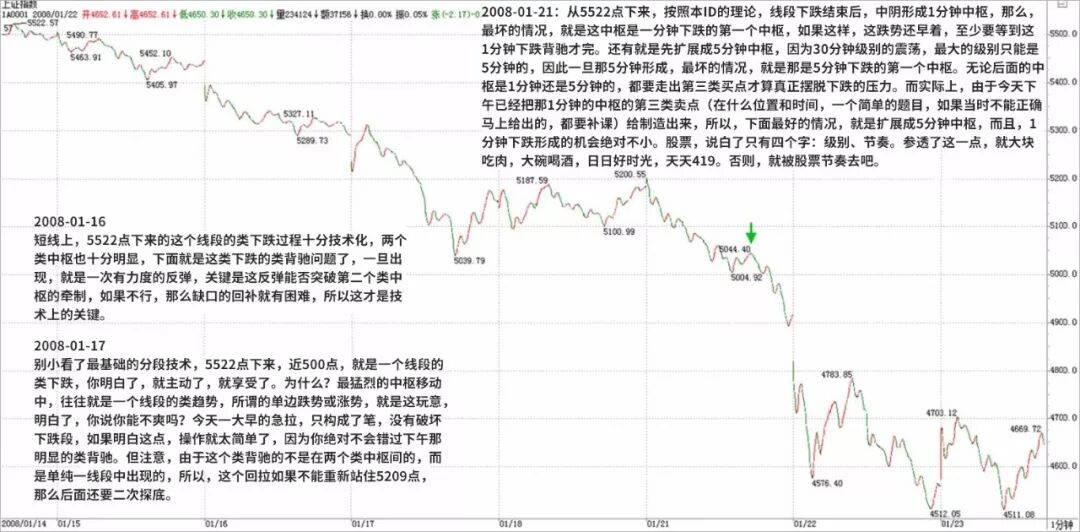 上证指数
1A0001 2008/01/22 开4652.61↓高4652.61↓低4650.30↓收4650.30↓量234124↓额37156↓换0.00%振0.05%涨(-2.17)-0.
5522.57
5490.77
5463.91
5452.10
5405.97
5327.11
5289.73
5187.59
5200.55
5100.99
5039.79
5044.40
5004.92
4783.85
4703.12
4669.72
4576.40
4512.05
4511.08
2008-01-21：从5522点下来，按照本ID的理论，线段下跌结束后，中阴形成1分钟中枢，那么，
最坏的情况，就是这中枢是一分钟下跌的第一个中枢，如果这样，这跌势还早着，至少要等到这
1分钟下跌背驰才完。还有就是先扩展成5分钟中枢，因为30分钟级别的震荡，最大的级别只能是
5分钟的，因此一旦那5分钟形成，最坏的情况，就是那是5分钟下跌的第一个中枢。无论后面的中
枢是1分钟还是5分钟的，都要走出第三类买点才算真正摆脱下跌的压力。而实际上，由于今天下
午已经把那1分钟的中枢的第三类卖点（在什么位置和时间，一个简单的题目，如果当时不能正确
马上给出的，都要补课）给制造出来，所以，下面最好的情况，就是扩展成5分钟中枢，而且，1
分钟下跌形成的机会绝对不小。股票，说白了只有四个字：级别、节奏。参透了这一点，就大块
吃肉，大碗喝酒，日日好时光，天天419。否则，就被股票节奏去吧。
2008-01-16
短线上，5522点下来的这个线段的类下跌过程十分技术化，两个
类中枢也十分明显，下面就是这类下跌的类背驰问题了，一旦出
现，就是一次有力度的反弹，关键是这反弹能否突破第二个类中
枢的牵制，如果不行，那么缺口的回补就有困难，所以这才是技
术上的关键。
2008-01-17
别小看了最基础的分段技术，5522点下来，近500点，就是一个线段的
类下跌，你明白了，就主动了，就享受了。为什么？最猛烈的中枢移动
中，往往就是一个线段的类趋势，所谓的单边跌势或涨势，就是这玩意，
明白了，你说你能不爽吗？今天一大早的急拉，只构成了笔，没有破坏
下跌段，如果明白这点，操作就太简单了，因为你绝对不会错过下午那
明显的类背驰。但注意，由于这个类背驰的不是在两个类中枢间的，而
是单纯一线段中出现的，所以，这个回拉如果不能重新站住5209点，
那么后面还要二次探底。
5500.0
5400.0
5300.0
5200.0
5100.0
5000.0
4900.0
4800.0
4700.0
4600.0
2008/01/14 01/15 01/16 01/17 01/18 01/21 01/22 01/23 1分钟